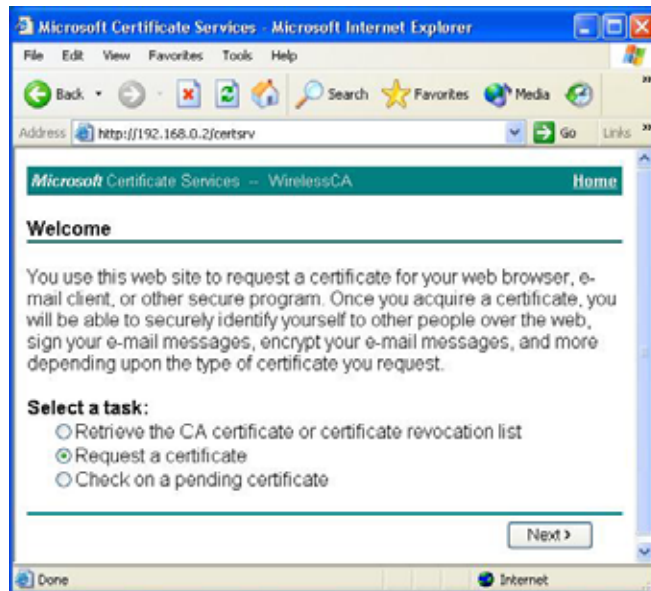 Microsoft Certificate Services - Microsoft Internet Explorer
File Edit View Favorites Tools Help
Back Search Favorites Media
Address http://192.168.0.2/certsrv Go Links
Microsoft Certificate Services -- WirelessCA Home
Welcome
You use this web site to request a certificate for your web browser, e-
mail client, or other secure program. Once you acquire a certificate, you
will be able to securely identify yourself to other people over the web,
sign your e-mail messages, encrypt your e-mail messages, and more
depending upon the type of certificate you request.
Select a task:
Retrieve the CA certificate or certificate revocation list
Request a certificate
Check on a pending certificate
Next >
Done Internet